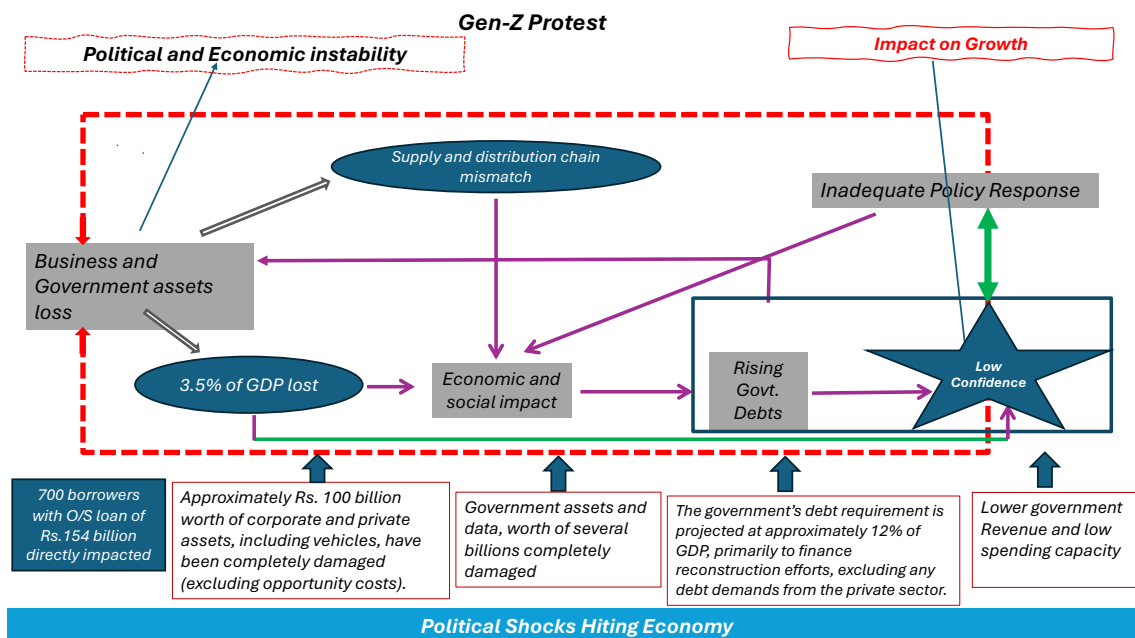 Gen-Z Protest
Political and Economic instability
Impact on Growth
Supply and distribution chain
mismatch
Inadequate Policy Response
Business and
Government assets
loss
3.5% of GDP lost
Economic and
social impact
Rising
Govt.
Debts
Low
Confidence
700 borrowers
with O/S loan of
Rs.154 billion
directly impacted
Approximately Rs. 100 billion
worth of corporate and private
assets, including vehicles, have
been completely damaged
(excluding opportunity costs).
Government assets and
data, worth of several
billions completely
damaged
The government’s debt requirement is
projected at approximately 12% of
GDP, primarily to finance
reconstruction efforts, excluding any
debt demands from the private sector.
Lower government
Revenue and low
spending capacity
Political Shocks Hiting Economy